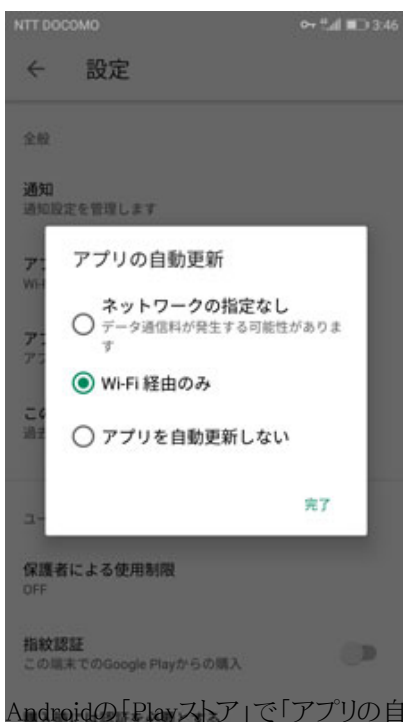 NTT DOCOMO 3:46
設定
全般
通知
通知設定を管理します
アプリの自動更新
ネットワークの指定なし
データ通信料が発生する可能性がありま
す
Wi-Fi 経由のみ
アプリを自動更新しない
完了
保護者による使用制限
OFF
指紋認証
この端末でのGoogle Playからの購入
Androidの「Playストア」で「アプリの自